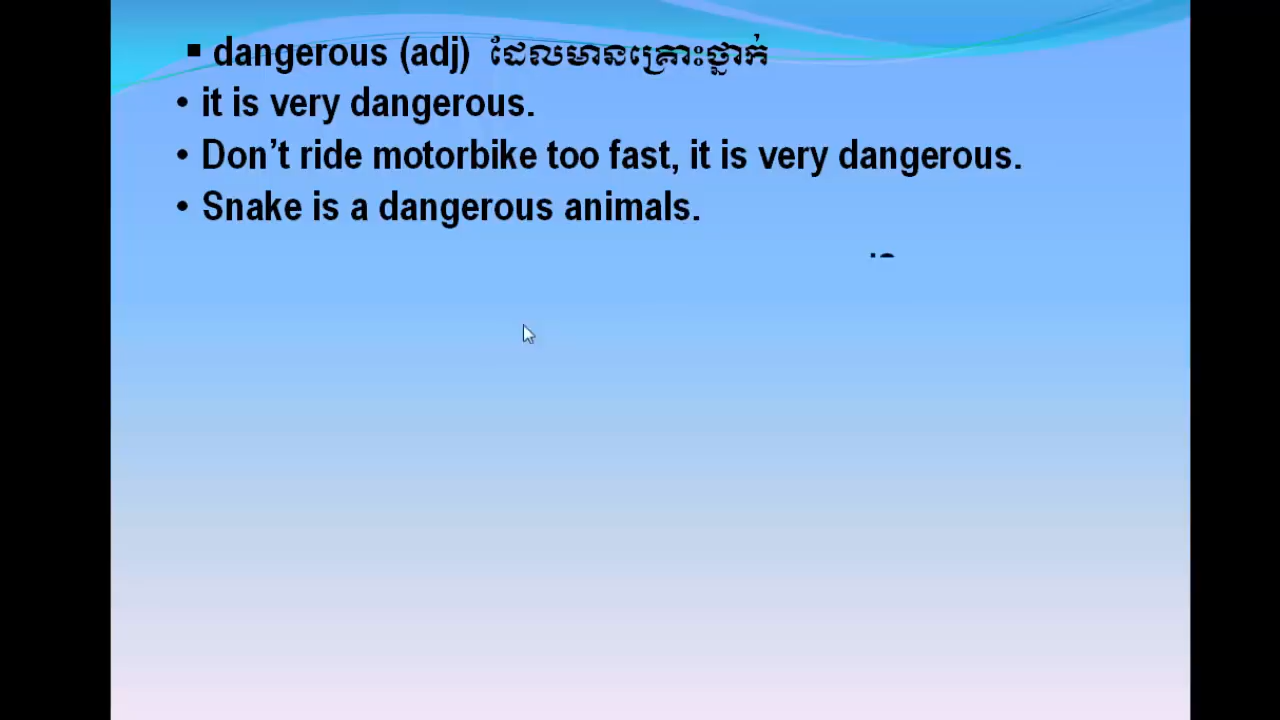 ▪ dangerous (adj) ដែលមានគ្រោះថ្នាក់
• it is very dangerous.
• Don’t ride motorbike too fast, it is very dangerous.
• Snake is a dangerous animals.